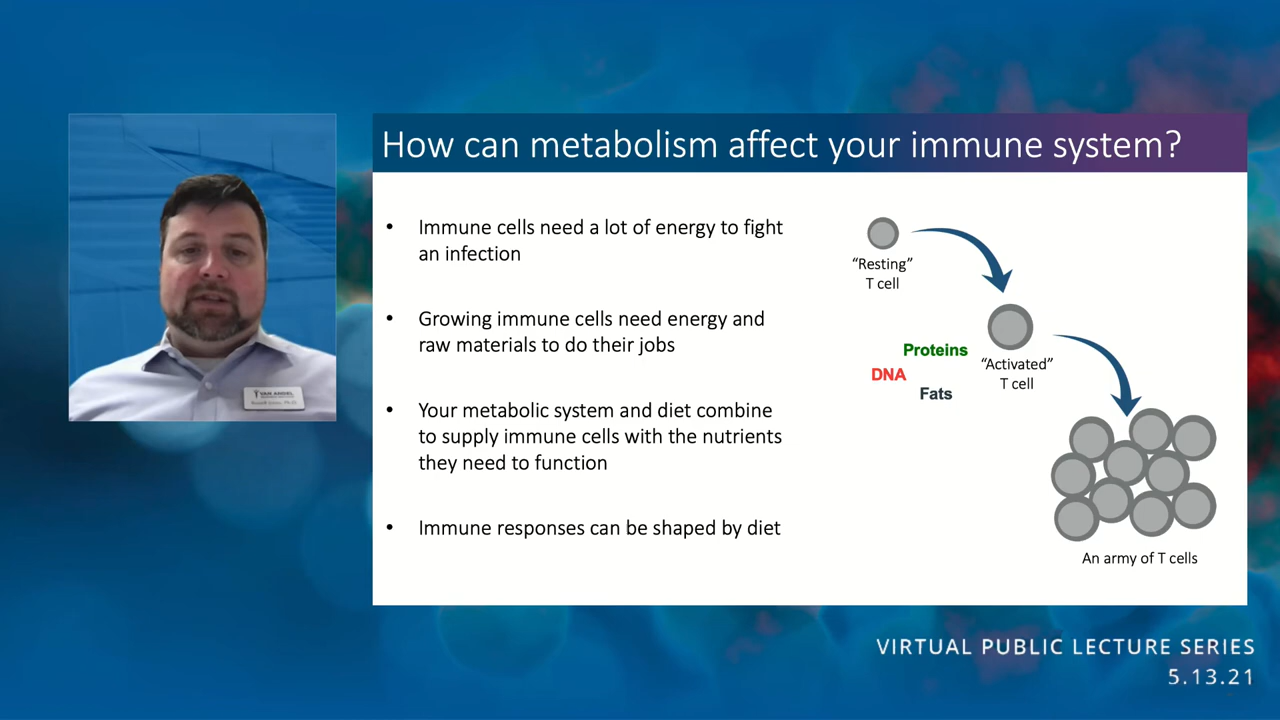 How can metabolism affect your immune system?
• Immune cells need a lot of energy to fight
an infection
• Growing immune cells need energy and
raw materials to do their jobs
• Your metabolic system and diet combine
to supply immune cells with the nutrients
they need to function
• Immune responses can be shaped by diet
“Resting”
T cell
Proteins
DNA
Fats
“Activated”
T cell
An army of T cells
VAN ANDEL
VIRTUAL PUBLIC LECTURE SERIES
5.13.21